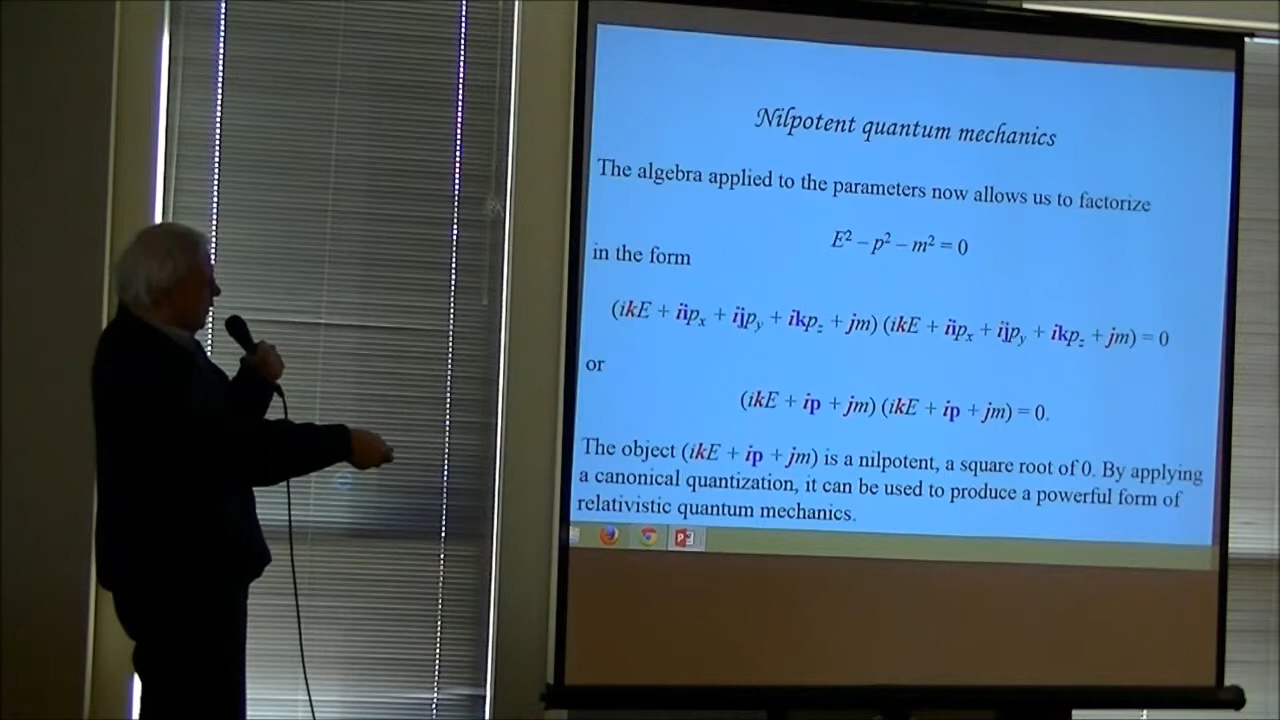 Nilpotent quantum mechanics
The algebra applied to the parameters now allows us to factorize
E² – p² – m² = 0
in the form
(ikE + iipₓ + ijp_y + ikp_z + jm) (ikE + iipₓ + ijp_y + ikp_z + jm) = 0
or
(ikE + ip + jm) (ikE + ip + jm) = 0.
The object (ikE + ip + jm) is a nilpotent, a square root of 0. By applying
a canonical quantization, it can be used to produce a powerful form of
relativistic quantum mechanics.